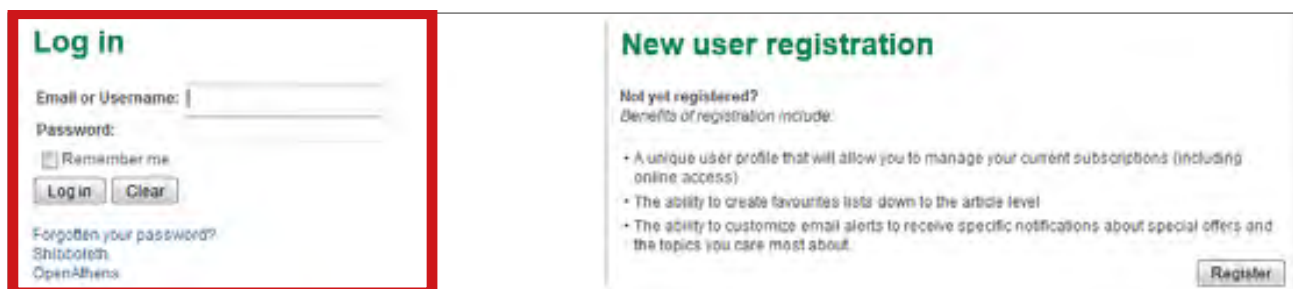 Log in
Email or Username:
Password:
Remember me
Log in Clear
Forgotten your password?
Shibboleth
OpenAthens
New user registration
Not yet registered?
Benefits of registration include:
• A unique user profile that will allow you to manage your current subscriptions (including
online access)
• The ability to create favourites lists down to the article level
• The ability to customize email alerts to receive specific notifications about special offers and
the topics you care most about.
Register